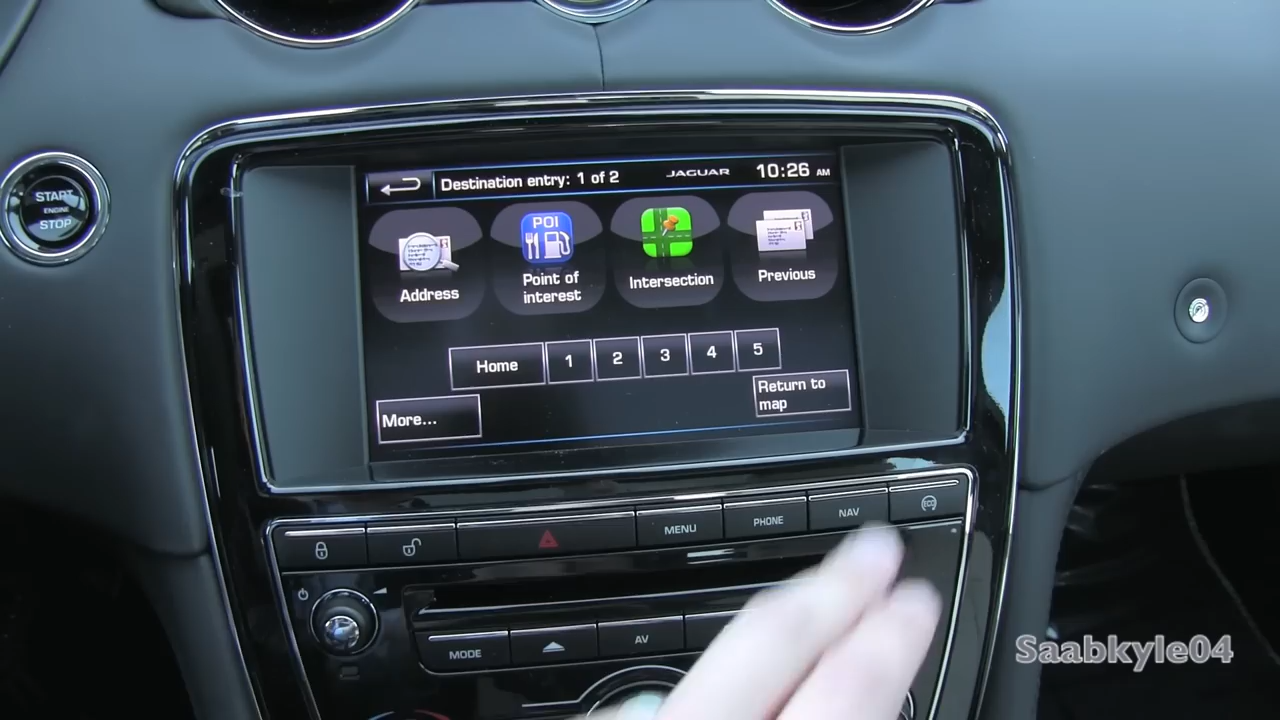 START
ENGINE
STOP
Destination entry: 1 of 2
JAGUAR
10:26 AM
Address
POI
Point of
interest
Intersection
Previous
Home
1
2
3
4
5
More...
Return to
map
MENU
PHONE
NAV
ECO
MODE
AV
Saabkyle04